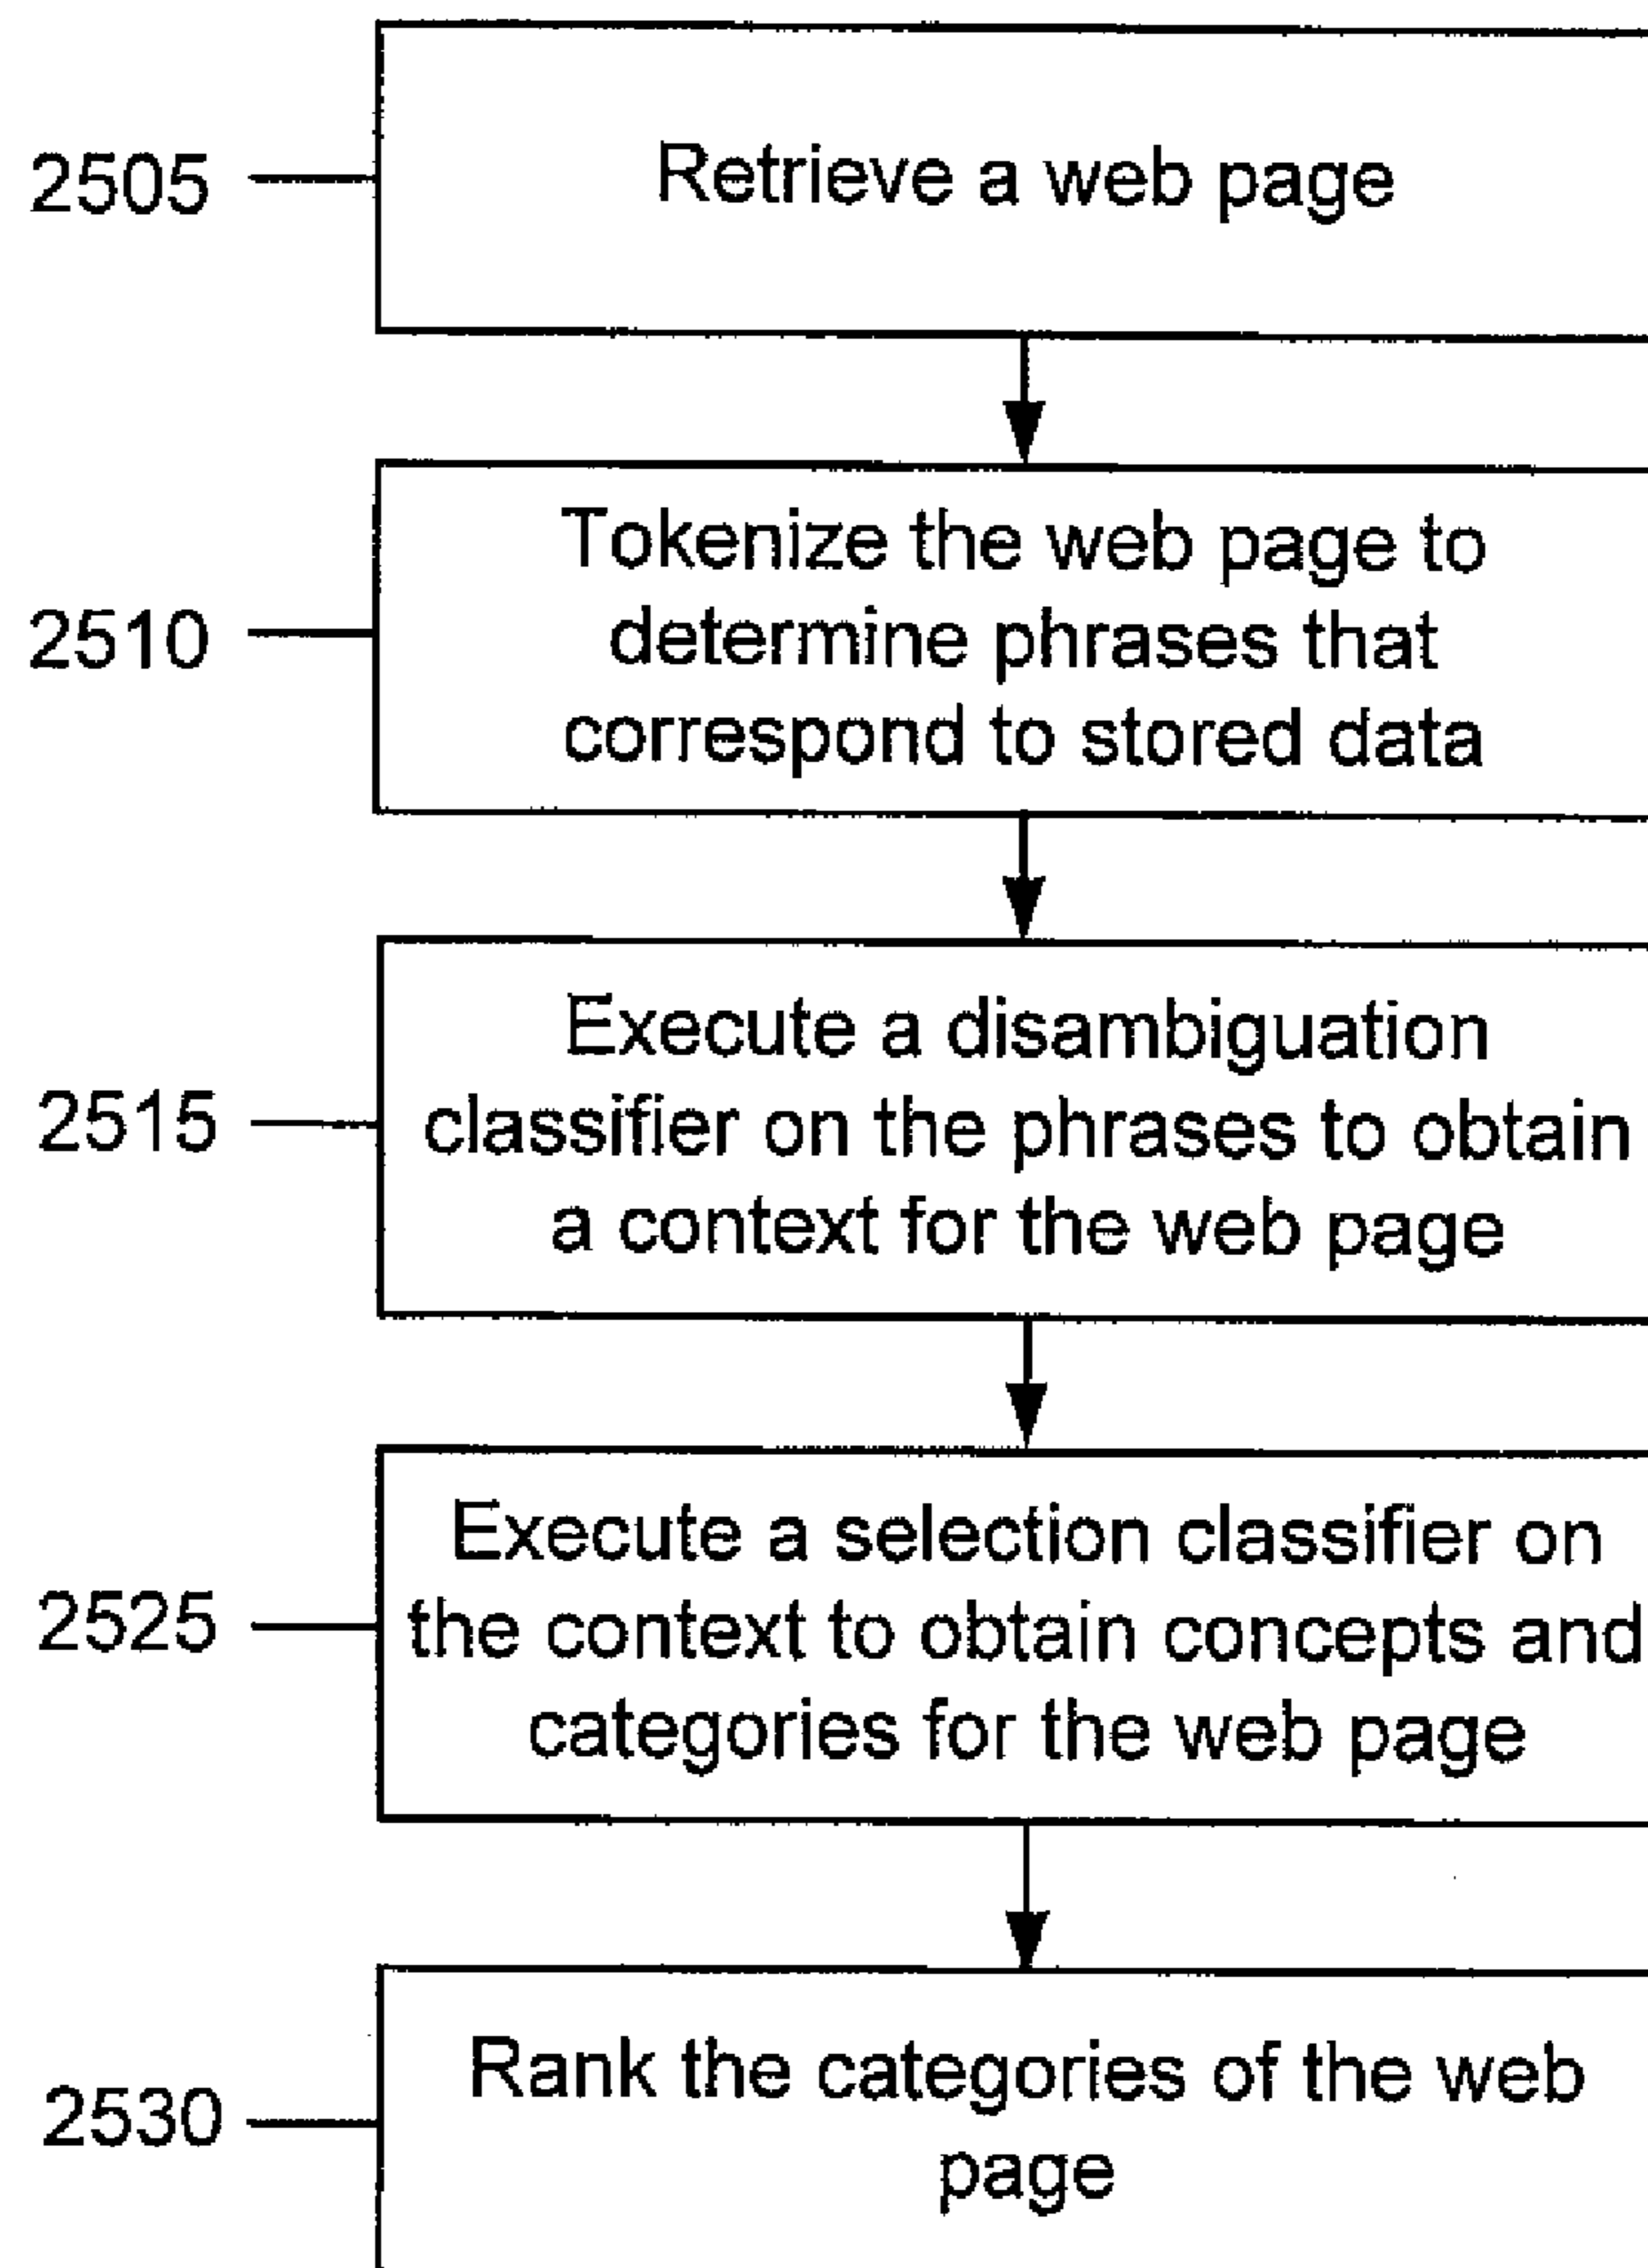 2505
Retrieve a web page
2510
Tokenize the web page to
determine phrases that
correspond to stored data
2515
Execute a disambiguation
classifier on the phrases to obtain
a context for the web page
2525
Execute a selection classifier on
the context to obtain concepts and
categories for the web page
2530
Rank the categories of the web
page